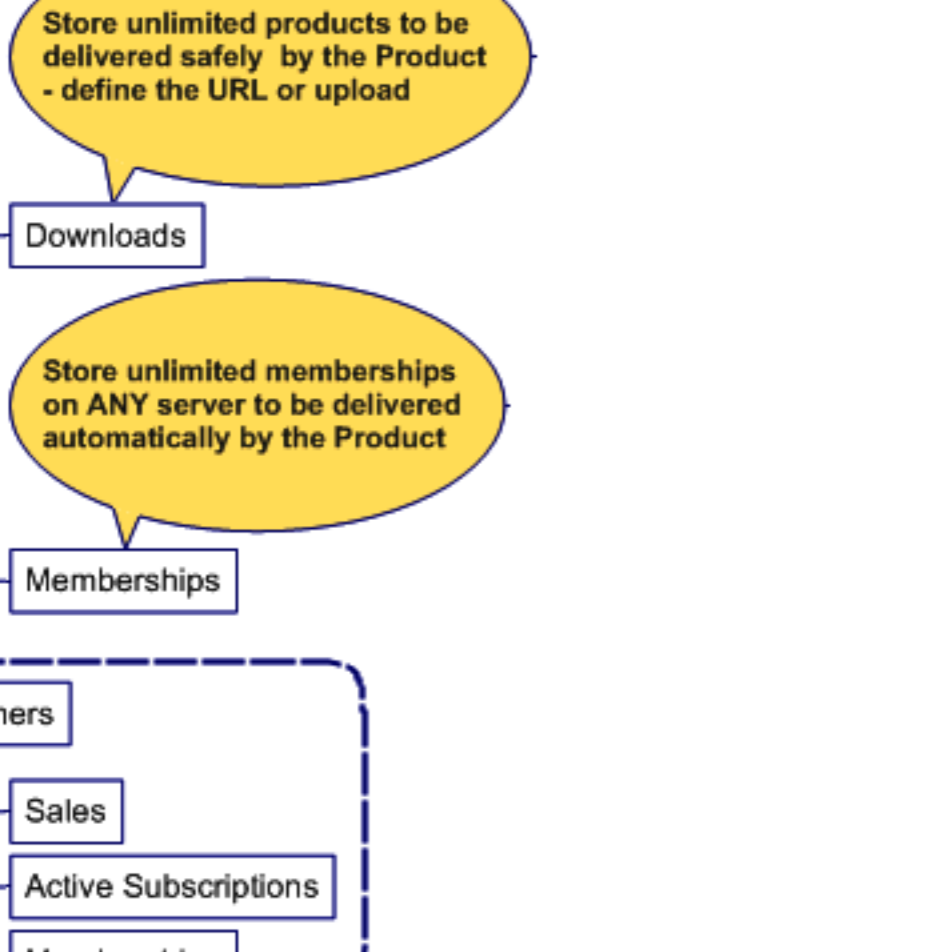 Store unlimited products to be
delivered safely  by the Product
- define the URL or upload
Downloads
Store unlimited memberships
on ANY server to be delivered
automatically by the Product
Memberships
Sales
Active Subscriptions